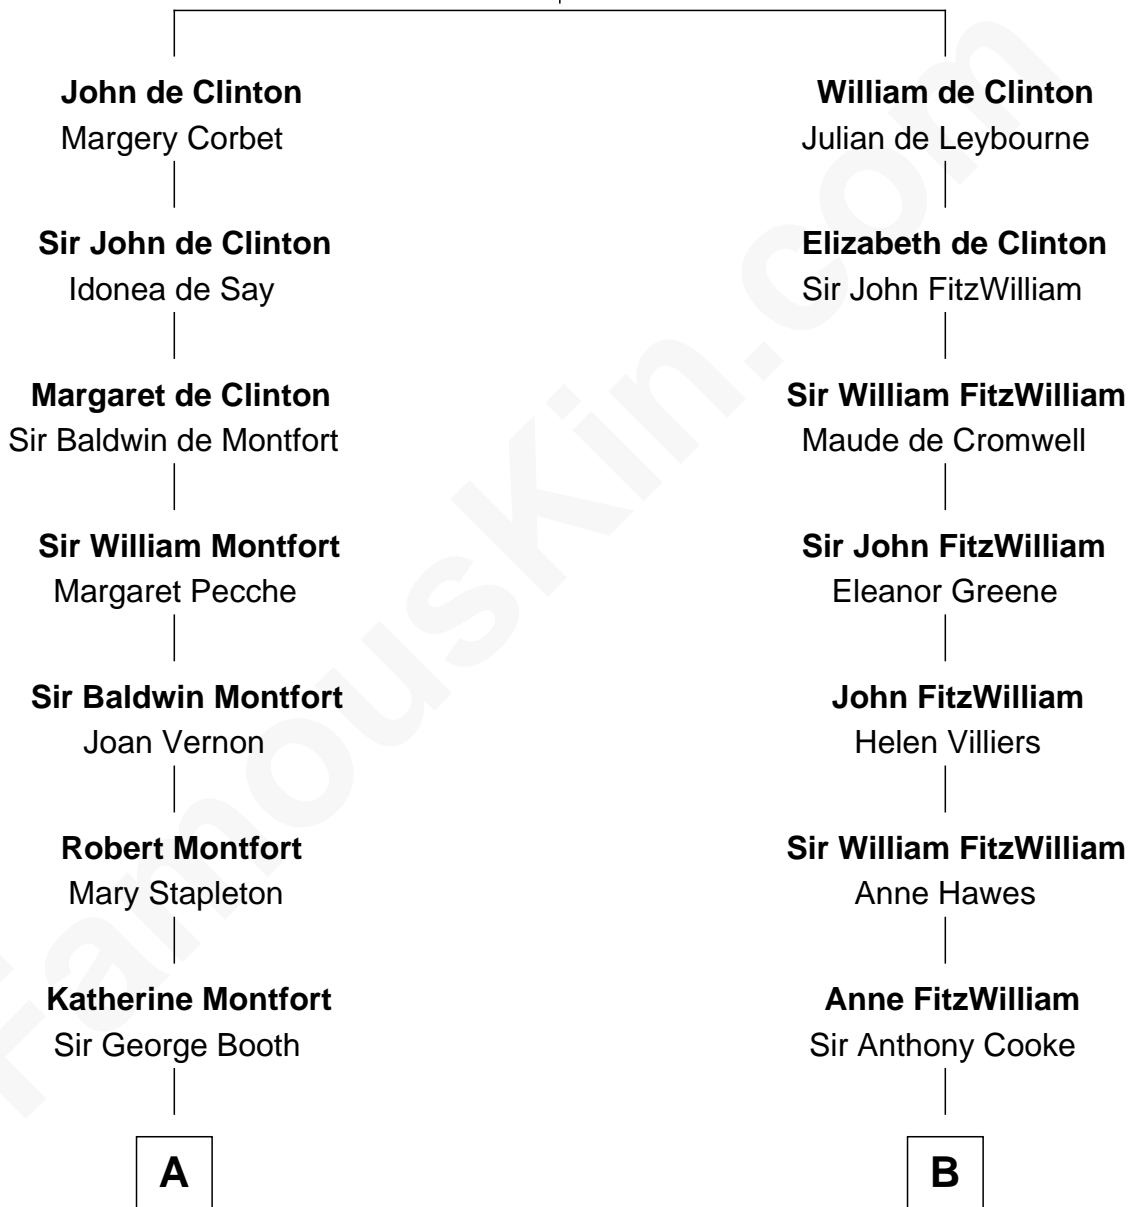 John de Clinton
Margery Corbet
Sir John de Clinton
Idonea de Say
Margaret de Clinton
Sir Baldwin de Montfort
Sir William Montfort
Margaret Pecche
Sir Baldwin Montfort
Joan Vernon
Robert Montfort
Mary Stapleton
Katherine Montfort
Sir George Booth
A
William de Clinton
Julian de Leybourne
Elizabeth de Clinton
Sir John FitzWilliam
Sir William FitzWilliam
Maude de Cromwell
Sir John FitzWilliam
Eleanor Greene
John FitzWilliam
Helen Villiers
Sir William FitzWilliam
Anne Hawes
Anne FitzWilliam
Sir Anthony Cooke
B
FamousKin.com